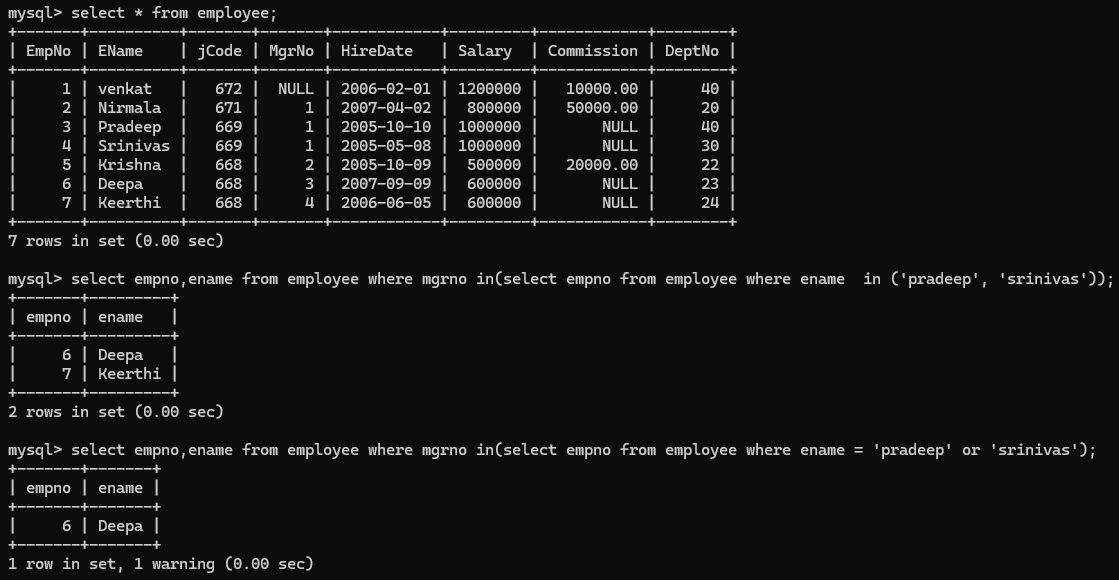 mysql> select * from employee;
+-------+----------+-------+-------+------------+---------+------------+--------+
| EmpNo | EName    | jCode | MgrNo | HireDate   | Salary  | Commission | DeptNo |
+-------+----------+-------+-------+------------+---------+------------+--------+
|     1 | venkat   |   672 |  NULL | 2006-02-01 | 1200000 |   10000.00 |     40 |
|     2 | Nirmala  |   671 |     1 | 2007-04-02 |  800000 |   50000.00 |     20 |
|     3 | Pradeep  |   669 |     1 | 2005-10-10 | 1000000 |       NULL |     40 |
|     4 | Srinivas |   669 |     1 | 2005-05-08 | 1000000 |       NULL |     30 |
|     5 | Krishna  |   668 |     2 | 2005-10-09 |  500000 |   20000.00 |     22 |
|     6 | Deepa    |   668 |     3 | 2007-09-09 |  600000 |       NULL |     23 |
|     7 | Keerthi  |   668 |     4 | 2006-06-05 |  600000 |       NULL |     24 |
+-------+----------+-------+-------+------------+---------+------------+--------+
7 rows in set (0.00 sec)
mysql> select empno,ename from employee where mgrno in(select empno from employee where ename  in ('pradeep', 'srinivas'));
+-------+---------+
| empno | ename   |
+-------+---------+
|     6 | Deepa   |
|     7 | Keerthi |
+-------+---------+
2 rows in set (0.00 sec)
mysql> select empno,ename from employee where mgrno in(select empno from employee where ename = 'pradeep' or 'srinivas');
+-------+-------+
| empno | ename |
+-------+-------+
|     6 | Deepa |
+-------+-------+
1 row in set, 1 warning (0.00 sec)